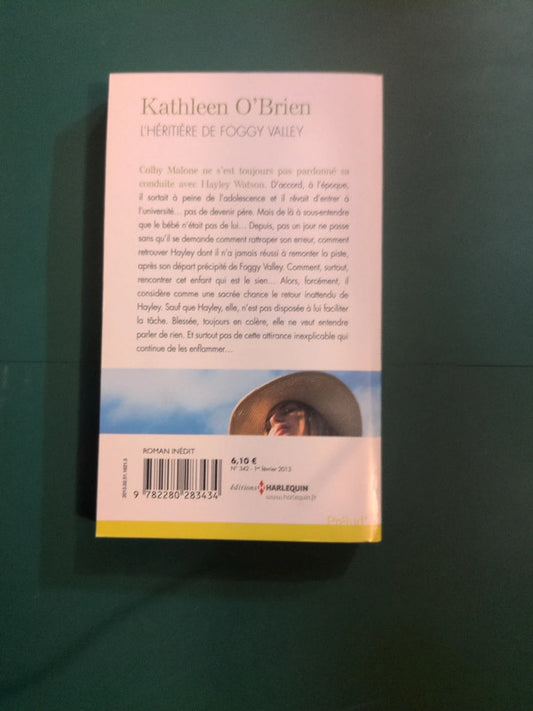 Kathleen O'Brien
L'HÉRITIÈRE DE FOGGY VALLEY
Colby Malone ne s'est toujours pas pardonné sa
conduite avec Hayley Watson. D'accord, à l'époque,
il sortait à peine de l'adolescence et il rêvait d'entrer à
l'université... pas de devenir père. Mais de là à sous-entendre
que le bébé n'était pas de lui... Depuis, pas un jour ne passe
sans qu'il se demande comment rattraper son erreur, comment
retrouver Hayley dont il n'a jamais réussi à remonter la piste,
après son départ précipité de Foggy Valley. Comment, surtout,
rencontrer cet enfant qui est le sien... Alors, forcément, il
considère comme une sacrée chance le retour inattendu de
Hayley. Sauf que Hayley, elle, n'est pas disposée à lui faciliter
la tâche. Blessée, toujours en colère, elle ne veut entendre
parler de rien. Et surtout pas de cette attirance inexplicable qui
continue de les enflammer...
ROMAN INÉDIT
6,10 €
N° 342 - 1er février 2013
éditions HARLEQUIN
www.harlequin.fr
9 782280 283434